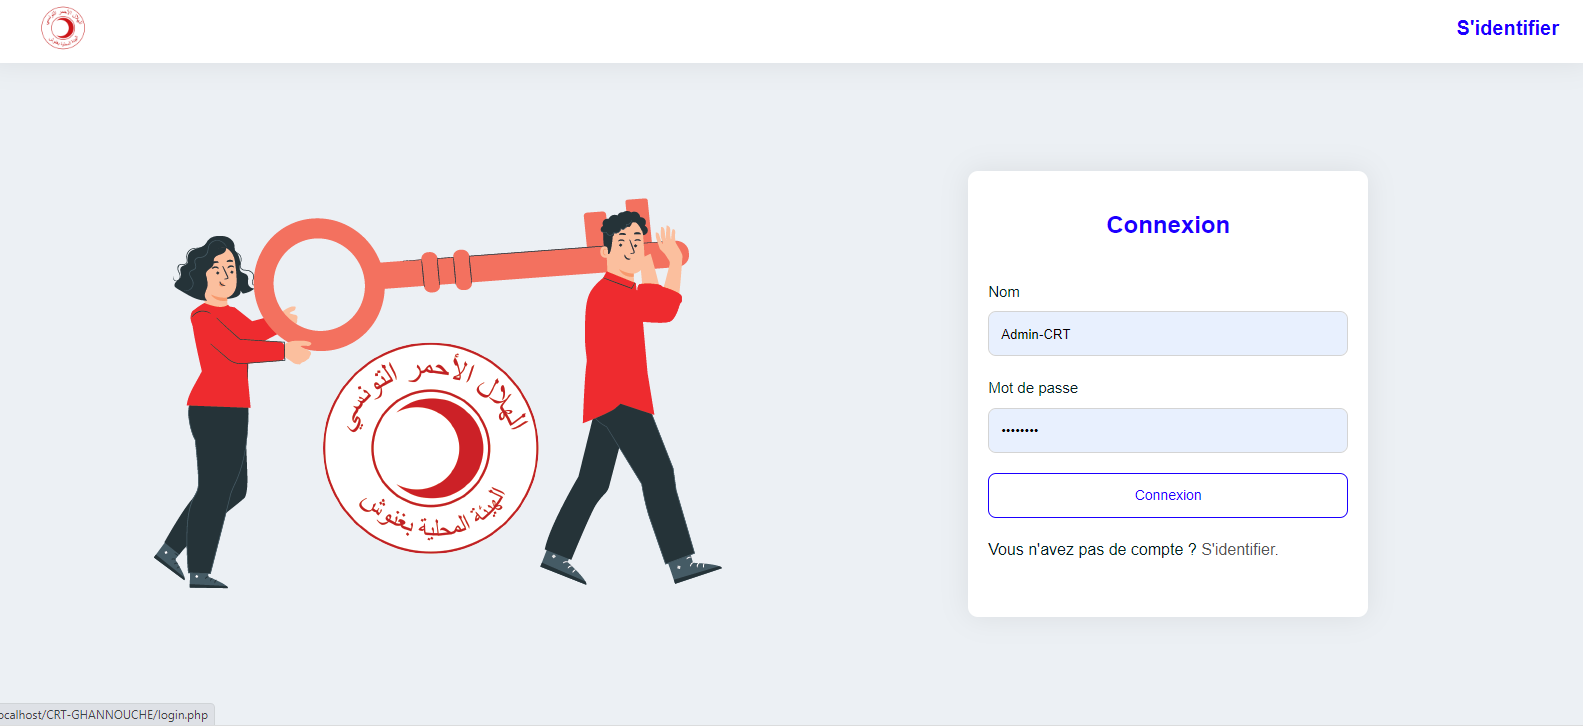 S'identifier
الهلال الأحمر التونسي
الهيئة المحلية بغنوش
Connexion
Nom
Admin-CRT
Mot de passe
••••••••
Connexion
Vous n'avez pas de compte ? S'identifier.
ocalhost/CRT-GHANNOUCHE/login.php